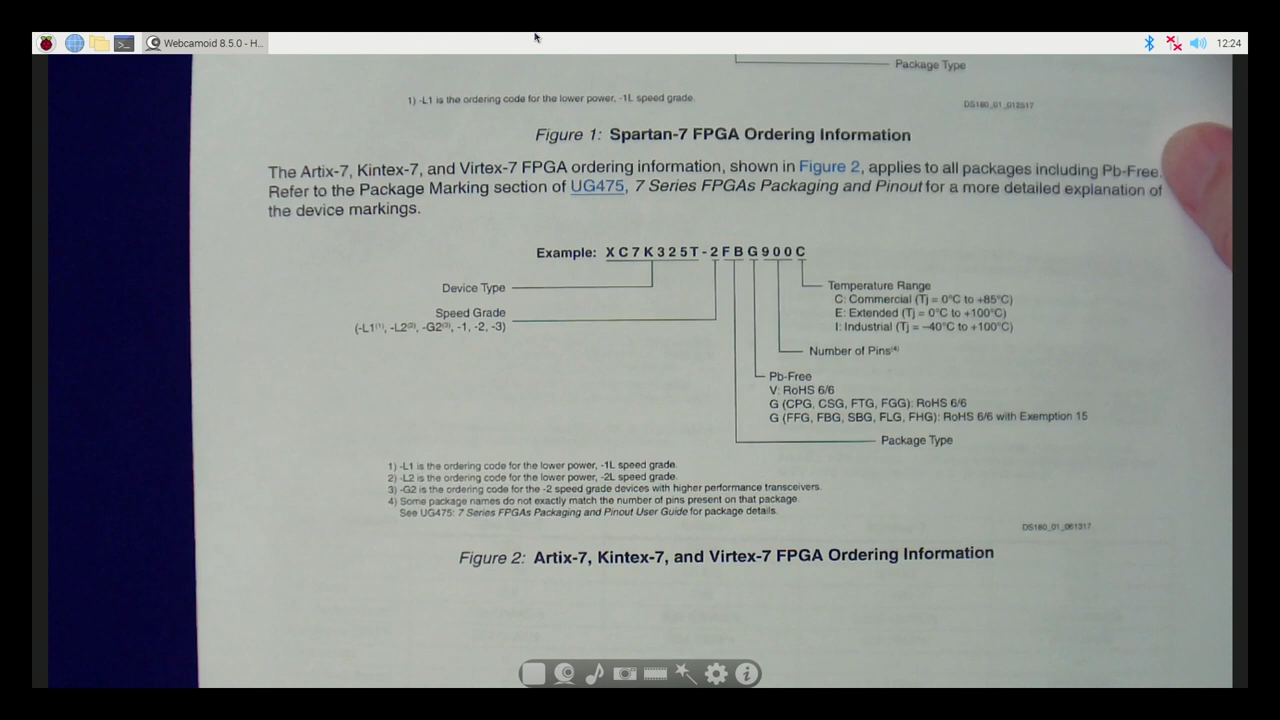 Webcamoid 8.5.0 - H...
12:24
Package Type
1) -L1 is the ordering code for the lower power, -1L speed grade.
DS180_01_012517
Figure 1: Spartan-7 FPGA Ordering Information
The Artix-7, Kintex-7, and Virtex-7 FPGA ordering information, shown in Figure 2, applies to all packages including Pb-Free.
Refer to the Package Marking section of UG475, 7 Series FPGAs Packaging and Pinout for a more detailed explanation of
the device markings.
Example: XC7K325T-2FBG900C
Device Type
Speed Grade
(-L1(1), -L2(2), -G2(3), -1, -2, -3)
Temperature Range
C: Commercial (Tj = 0°C to +85°C)
E: Extended (Tj = 0°C to +100°C)
I: Industrial (Tj = –40°C to +100°C)
Number of Pins(4)
Pb-Free
V: RoHS 6/6
G (CPG, CSG, FTG, FGG): RoHS 6/6
G (FFG, FBG, SBG, FLG, FHG): RoHS 6/6 with Exemption 15
Package Type
1) -L1 is the ordering code for the lower power, -1L speed grade.
2) -L2 is the ordering code for the lower power, -2L speed grade.
3) -G2 is the ordering code for the -2 speed grade devices with higher performance transceivers.
4) Some package names do not exactly match the number of pins present on that package.
See UG475: 7 Series FPGAs Packaging and Pinout User Guide for package details.
DS180_01_061317
Figure 2: Artix-7, Kintex-7, and Virtex-7 FPGA Ordering Information